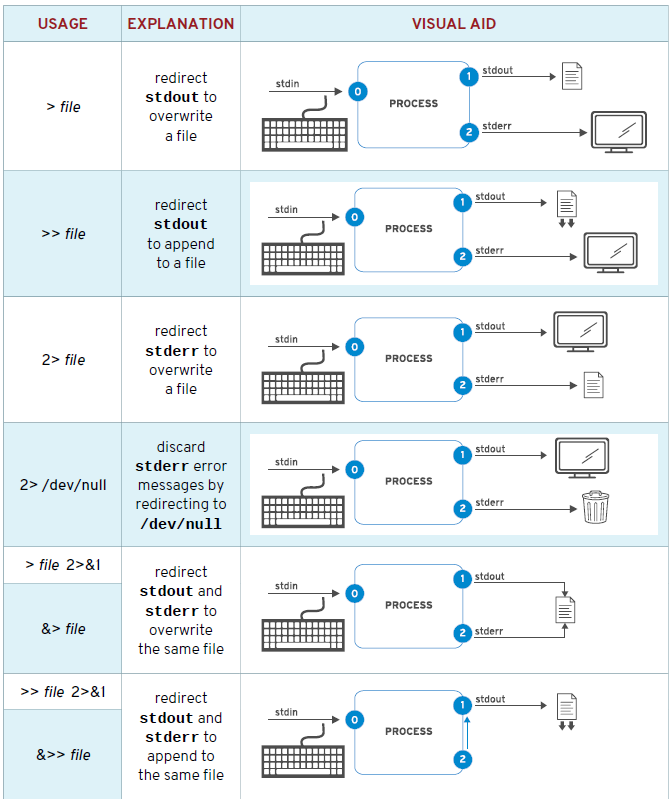 USAGE EXPLANATION VISUAL AID
> file
redirect
stdout to
overwrite
a file
stdin
0
PROCESS
1
stdout
2
stderr
>> file
redirect
stdout
to append
to a file
stdin
0
PROCESS
1
stdout
2
stderr
2> file
redirect
stderr to
overwrite
a file
stdin
0
PROCESS
1
stdout
2
stderr
2> /dev/null
discard
stderr error
messages by
redirecting to
/dev/null
stdin
0
PROCESS
1
stdout
2
stderr
> file 2>&1
&> file
redirect
stdout and
stderr to
overwrite
the same file
stdin
0
PROCESS
1
stdout
2
stderr
>> file 2>&1
&>> file
redirect
stdout and
stderr to
append to
the same file
stdin
0
PROCESS
1
stdout
2